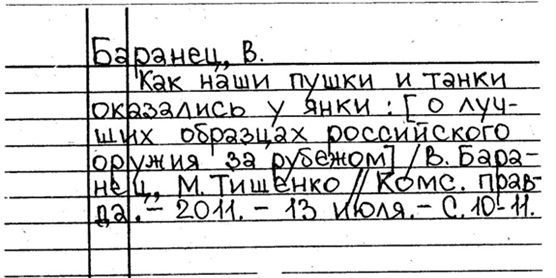 Баранец, В.
Как наши пушки и танки
оказались у янки : [ о луч-
ших образцах российского
оружия за рубежом] / В. Бара-
нец, М. Тишенко // Комс. прав-
да. – 2011. – 13 июля. – С. 10-11.